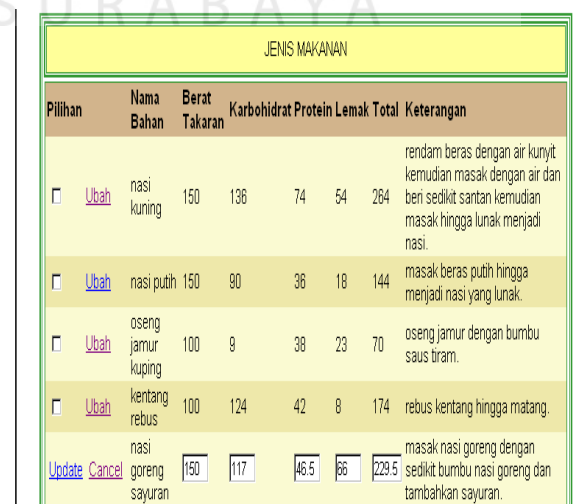 SURABAYA
JENIS MAKANAN
Pilihan Nama Bahan Berat Takaran Karbohidrat Protein Lemak Total Keterangan
Ubah nasi kuning 150 136 74 54 264 rendam beras dengan air kunyit
kemudian masak dengan air dan
beri sedikit santan kemudian
masak hingga lunak menjadi
nasi.
Ubah nasi putih 150 90 36 18 144 masak beras putih hingga
menjadi nasi yang lunak.
Ubah oseng jamur kuping 100 9 38 23 70 oseng jamur dengan bumbu
saus tiram.
Ubah kentang rebus 100 124 42 8 174 rebus kentang hingga matang.
Update Cancel nasi goreng sayuran 150 117 46.5 66 229.5 masak nasi goreng dengan
sedikit bumbu nasi goreng dan
tambahkan sayuran.